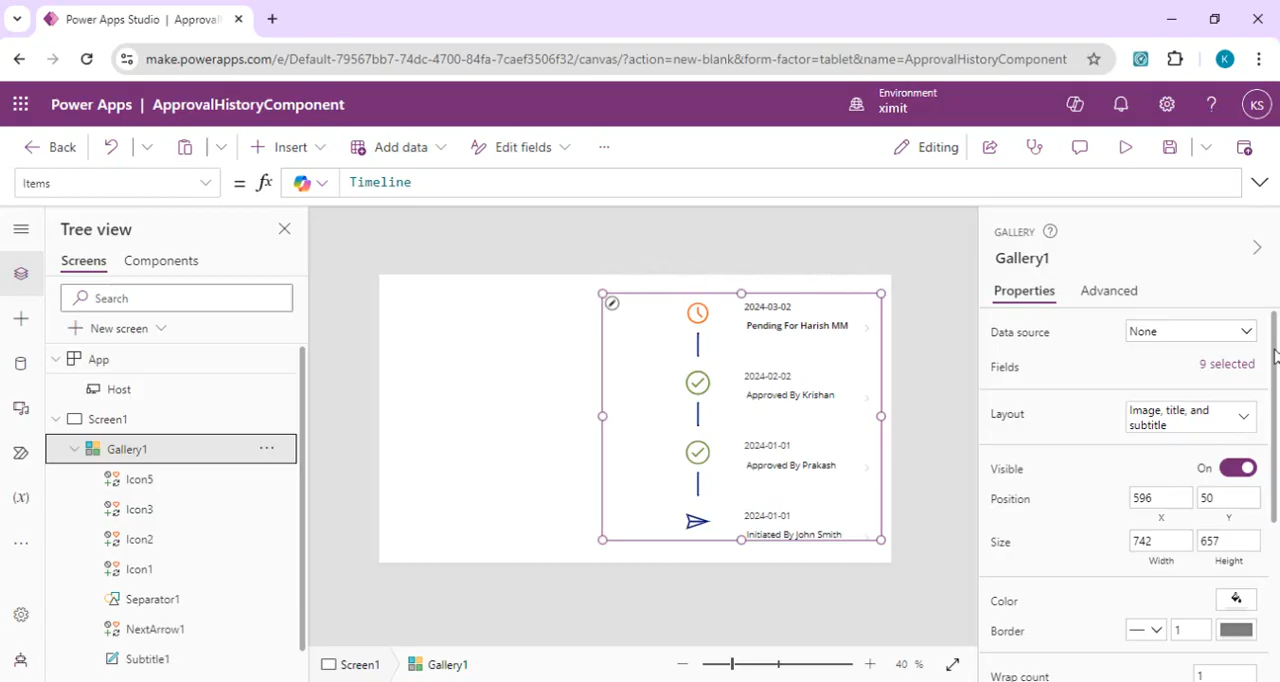 Power Apps Studio | Approval
make.powerapps.com/e/Default-79567bb7-74dc-4700-84fa-7caef3506f32/canvas/?action=new-blank&form-factor=tablet&name=ApprovalHistoryComponent
K
Power Apps | ApprovalHistoryComponent
Environment
ximit
KS
Back
Insert
Add data
Edit fields
Editing
Items
= fx
Timeline
Tree view
Screens
Components
Search
New screen
App
Host
Screen1
Gallery1
Icon5
Icon3
Icon2
Icon1
Separator1
NextArrow1
Subtitle1
2024-03-02
Pending For Harish MM
2024-02-02
Approved By Krishan
2024-01-01
Approved By Prakash
2024-01-01
Initiated By John Smith
Screen1
Gallery1
40 %
GALLERY
Gallery1
Properties
Advanced
Data source
None
Fields
9 selected
Layout
Image, title, and
subtitle
Visible
On
Position
596
50
X
Y
Size
742
657
Width
Height
Color
Border
1
Wrap count
1